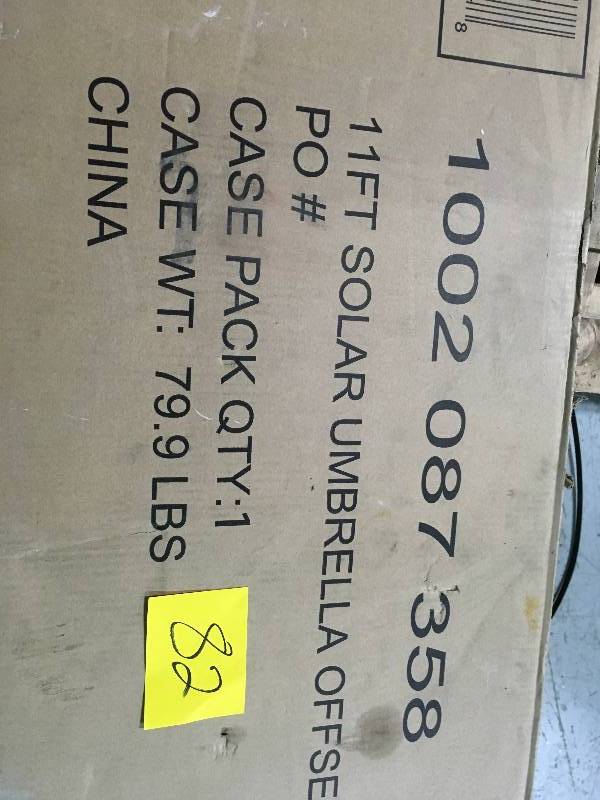 8
1002 087 358
11FT SOLAR UMBRELLA OFFSE
PO #
CASE PACK QTY:1
CASE WT: 79.9 LBS
CHINA
82